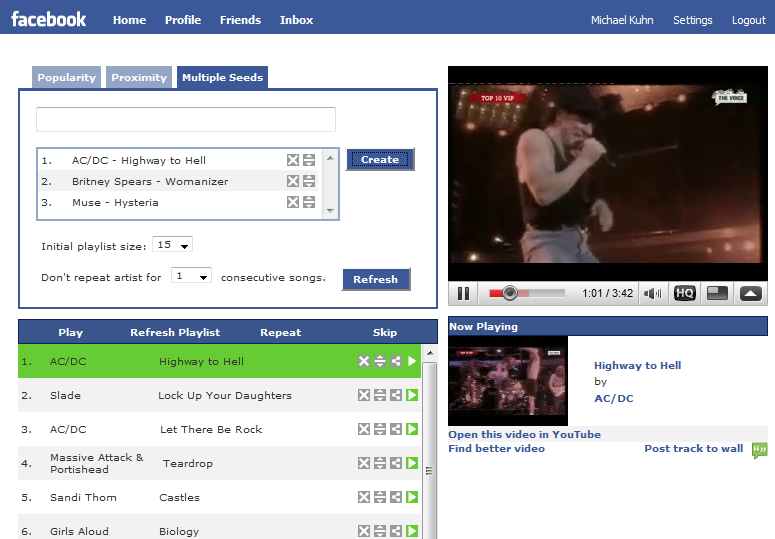 facebook Home Profile Friends Inbox Michael Kuhn Settings Logout
Popularity Proximity Multiple Seeds
1. AC/DC - Highway to Hell
2. Britney Spears - Womanizer
3. Muse - Hysteria
Create
Initial playlist size: 15
Don't repeat artist for 1 consecutive songs.
Refresh
Play Refresh Playlist Repeat Skip
1. AC/DC Highway to Hell
2. Slade Lock Up Your Daughters
3. AC/DC Let There Be Rock
4. Massive Attack &
Portishead Teardrop
5. Sandi Thom Castles
6. Girls Aloud Biology
TOP 10 VIP
THE VOICE
1:01 / 3:42 HQ
Now Playing
Highway to Hell
by
AC/DC
Open this video in YouTube
Find better video Post track to wall